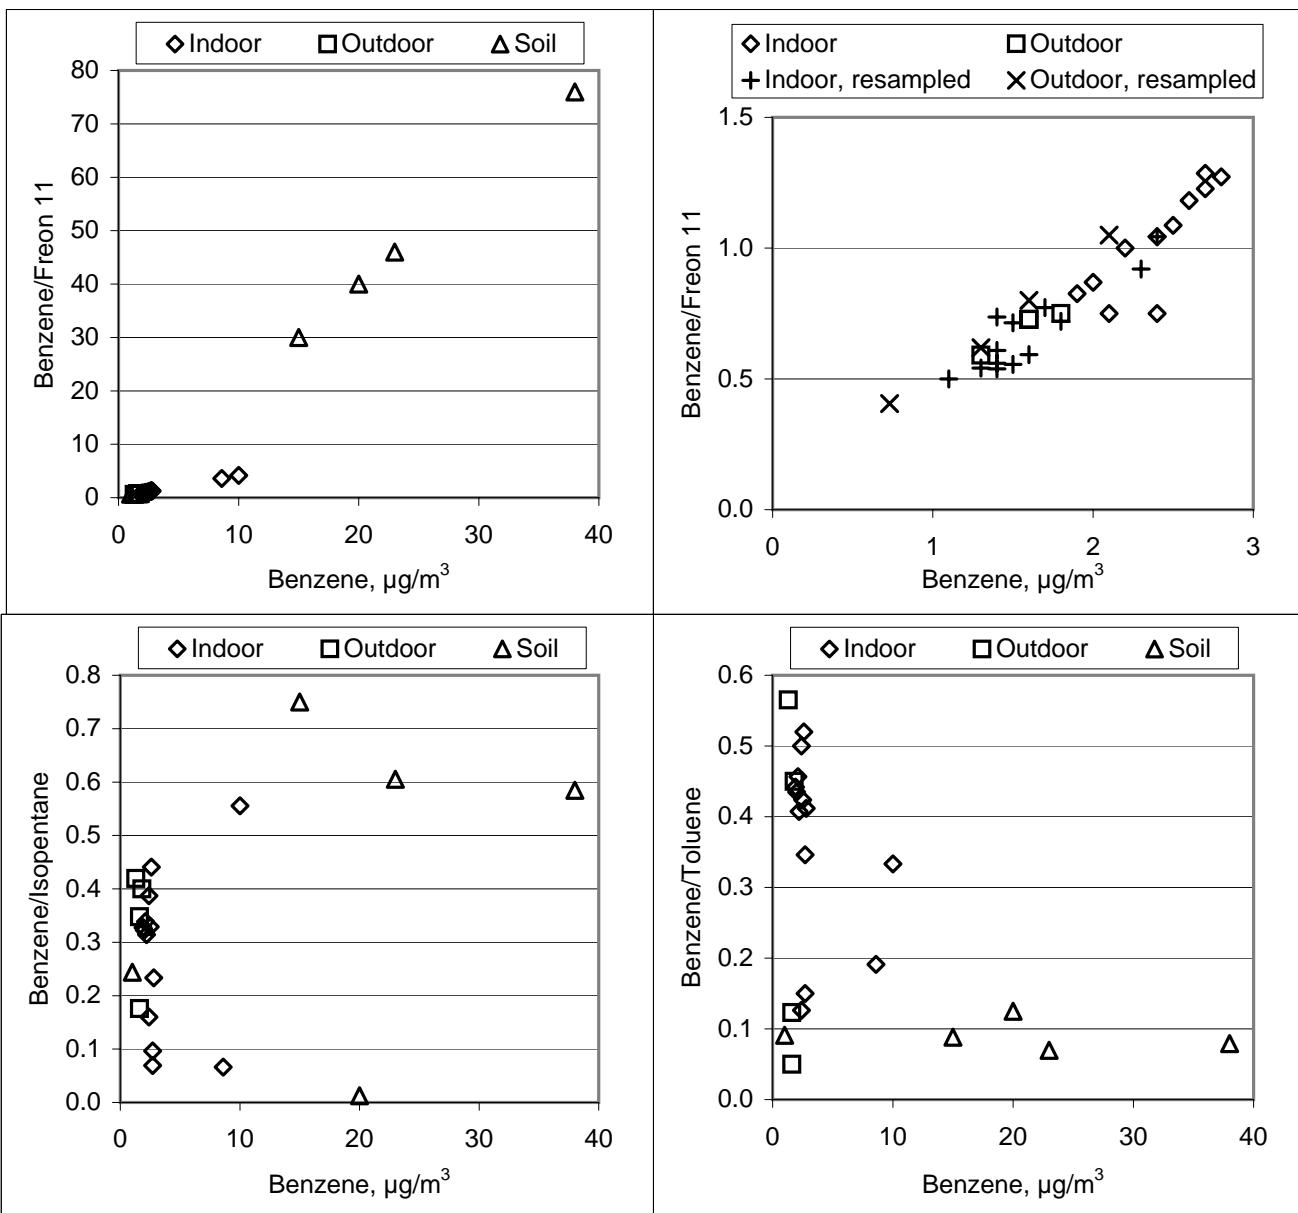 Indoor Outdoor Soil
80
70
60
50
40
30
20
10
0
0 10 20 30 40
Benzene/Freon 11
Benzene, µg/m³
Indoor Outdoor
Indoor, resampled Outdoor, resampled
1.5
1.0
0.5
0.0
0 1 2 3
Benzene/Freon 11
Benzene, µg/m³
Indoor Outdoor Soil
0.8
0.7
0.6
0.5
0.4
0.3
0.2
0.1
0.0
0 10 20 30 40
Benzene/Isopentane
Benzene, µg/m³
Indoor Outdoor Soil
0.6
0.5
0.4
0.3
0.2
0.1
0.0
0 10 20 30 40
Benzene/Toluene
Benzene, µg/m³